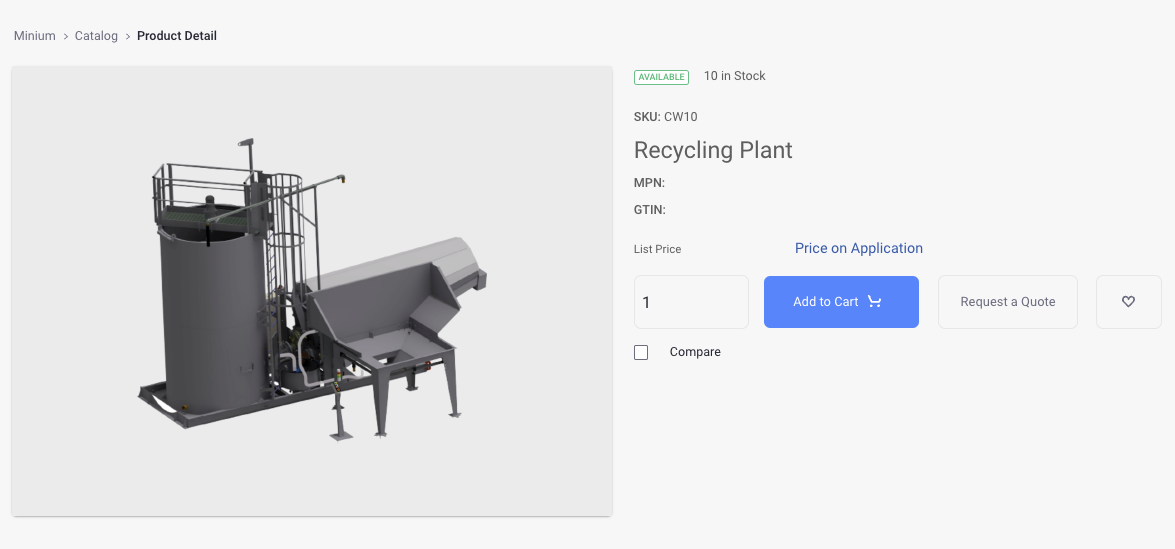 Minium > Catalog > Product Detail
AVAILABLE 10 in Stock
SKU: CW10
Recycling Plant
MPN:
GTIN:
List Price Price on Application
1 Add to Cart Request a Quote
Compare